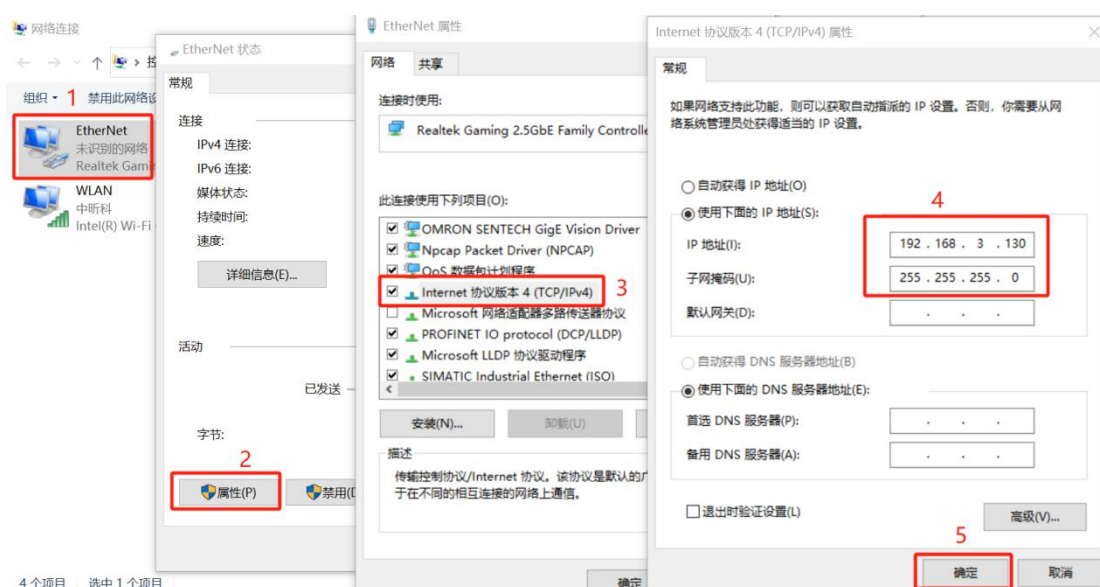 网络连接
组织
1
禁用此网络设
EtherNet
未识别的网络
Realtek Gami
WLAN
中昕科
Intel(R) Wi-Fi
4 个项目
选中 1 个项目
EtherNet 状态
常规
连接
IPv4 连接:
IPv6 连接:
媒体状态:
持续时间:
速度:
详细信息(E)...
活动
已发送
字节:
2
属性(P)
禁用(D
EtherNet 属性
网络
共享
连接时使用:
Realtek Gaming 2.5GbE Family Controlle
此连接使用下列项目(O):
OMRON SENTECH GigE Vision Driver
Npcap Packet Driver (NPCAP)
QoS 数据包计划程序
Internet 协议版本 4 (TCP/IPv4)
3
Microsoft 网络适配器多路传送器协议
PROFINET IO protocol (DCP/LLDP)
Microsoft LLDP 协议驱动程序
SIMATIC Industrial Ethernet (ISO)
安装(N)...
卸载(U)
描述
传输控制协议/Internet 协议。该协议是默认的广
于在不同的相互连接的网络上通信。
确定
Internet 协议版本 4 (TCP/IPv4) 属性
常规
如果网络支持此功能，则可以获取自动指派的 IP 设置。否则，你需要从网
络系统管理员处获得适当的 IP 设置。
自动获得 IP 地址(O)
4
使用下面的 IP 地址(S):
IP 地址(I):
192 . 168 . 3 . 130
子网掩码(U):
255 . 255 . 255 . 0
默认网关(D):
自动获得 DNS 服务器地址(B)
使用下面的 DNS 服务器地址(E):
首选 DNS 服务器(P):
备用 DNS 服务器(A):
退出时验证设置(L)
高级(V)...
5
确定
取消